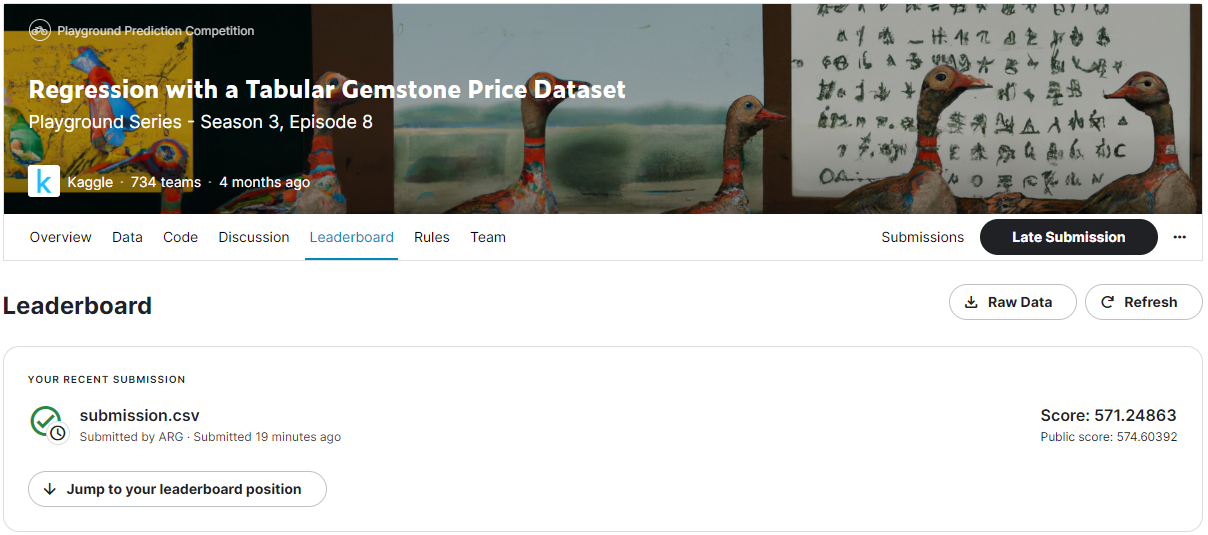 Playground Prediction Competition
Regression with a Tabular Gemstone Price Dataset
Playground Series - Season 3, Episode 8
k Kaggle · 734 teams · 4 months ago
Overview Data Code Discussion Leaderboard Rules Team Submissions Late Submission ···
Leaderboard Raw Data Refresh
YOUR RECENT SUBMISSION
submission.csv Score: 571.24863
Submitted by ARG · Submitted 19 minutes ago Public score: 574.60392
Jump to your leaderboard position